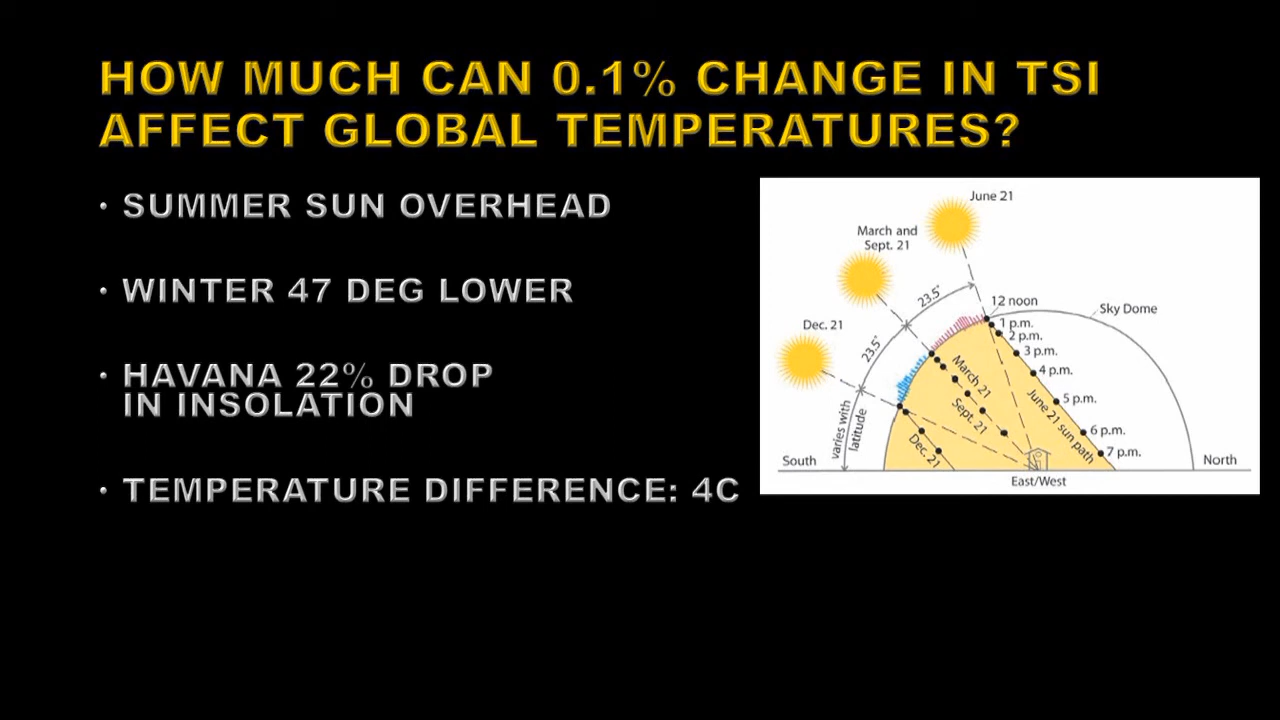 HOW MUCH CAN 0.1% CHANGE IN TSI
AFFECT GLOBAL TEMPERATURES?
• SUMMER SUN OVERHEAD
• WINTER 47 DEG LOWER
• HAVANA 22% DROP
IN INSOLATION
• TEMPERATURE DIFFERENCE: 4C
June 21
March and
Sept. 21
Dec. 21
23.5°
23.5°
varies with
latitude
12 noon
1 p.m.
2 p.m.
3 p.m.
4 p.m.
5 p.m.
6 p.m.
7 p.m.
Sky Dome
March 21
Sept. 21
Dec. 21
June 21 sun path
South
North
East/West